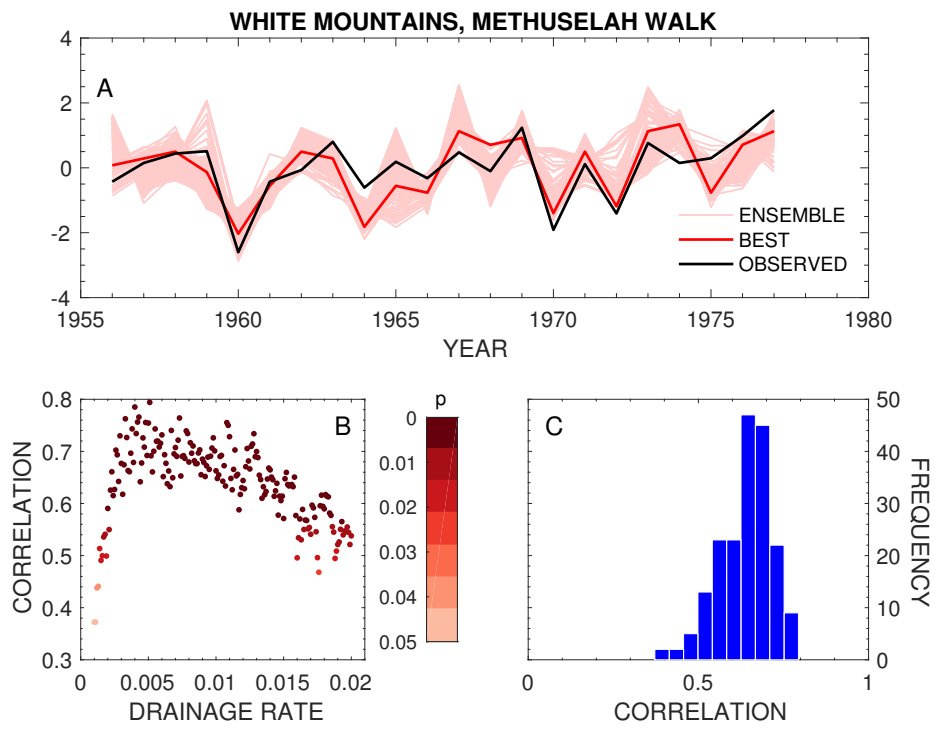 WHITE MOUNTAINS, METHUSELAH WALK
4
2
0
-2
-4
A
ENSEMBLE
BEST
OBSERVED
1955
1960
1965
1970
1975
1980
YEAR
0.8
0.7
0.6
0.5
0.4
0.3
CORRELATION
B
0
0.005
0.01
0.015
0.02
DRAINAGE RATE
p
0
0.01
0.02
0.03
0.04
0.05
C
50
40
30
20
10
0
FREQUENCY
0
0.5
1
CORRELATION